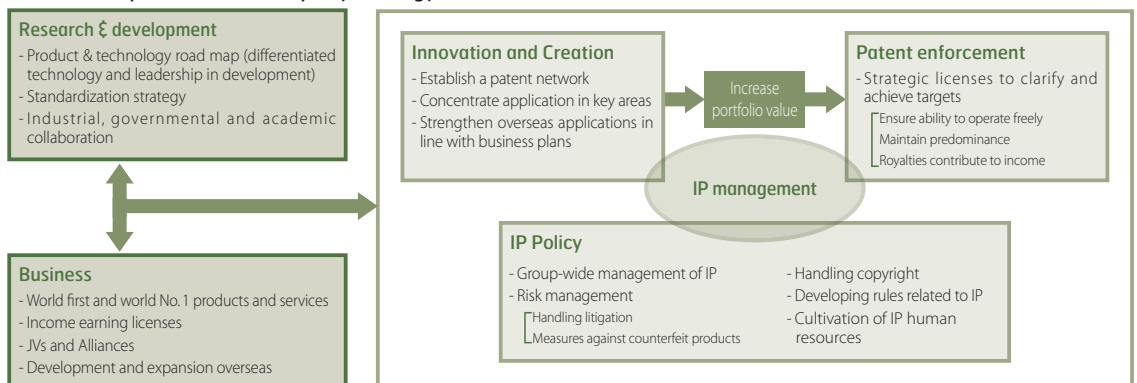 Research & development
- Product & technology road map (differentiated
technology and leadership in development)
- Standardization strategy
- Industrial, governmental and academic
collaboration
Business
- World first and world No. 1 products and services
- Income earning licenses
- JVs and Alliances
- Development and expansion overseas
Innovation and Creation
- Establish a patent network
- Concentrate application in key areas
- Strengthen overseas applications in
line with business plans
Increase
portfolio value
Patent enforcement
- Strategic licenses to clarify and
achieve targets
Ensure ability to operate freely
Maintain predominance
Royalties contribute to income
IP management
IP Policy
- Group-wide management of IP
- Risk management
Handling litigation
Measures against counterfeit products
- Handling copyright
- Developing rules related to IP
- Cultivation of IP human
resources